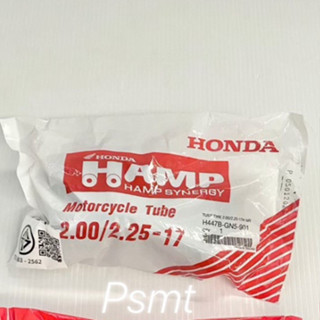 HONDA
HONDA
HAMP
HAMP SYNERGY
Motorcycle Tube
2.00/2.25-17
H447B-GN5-901
Psmt